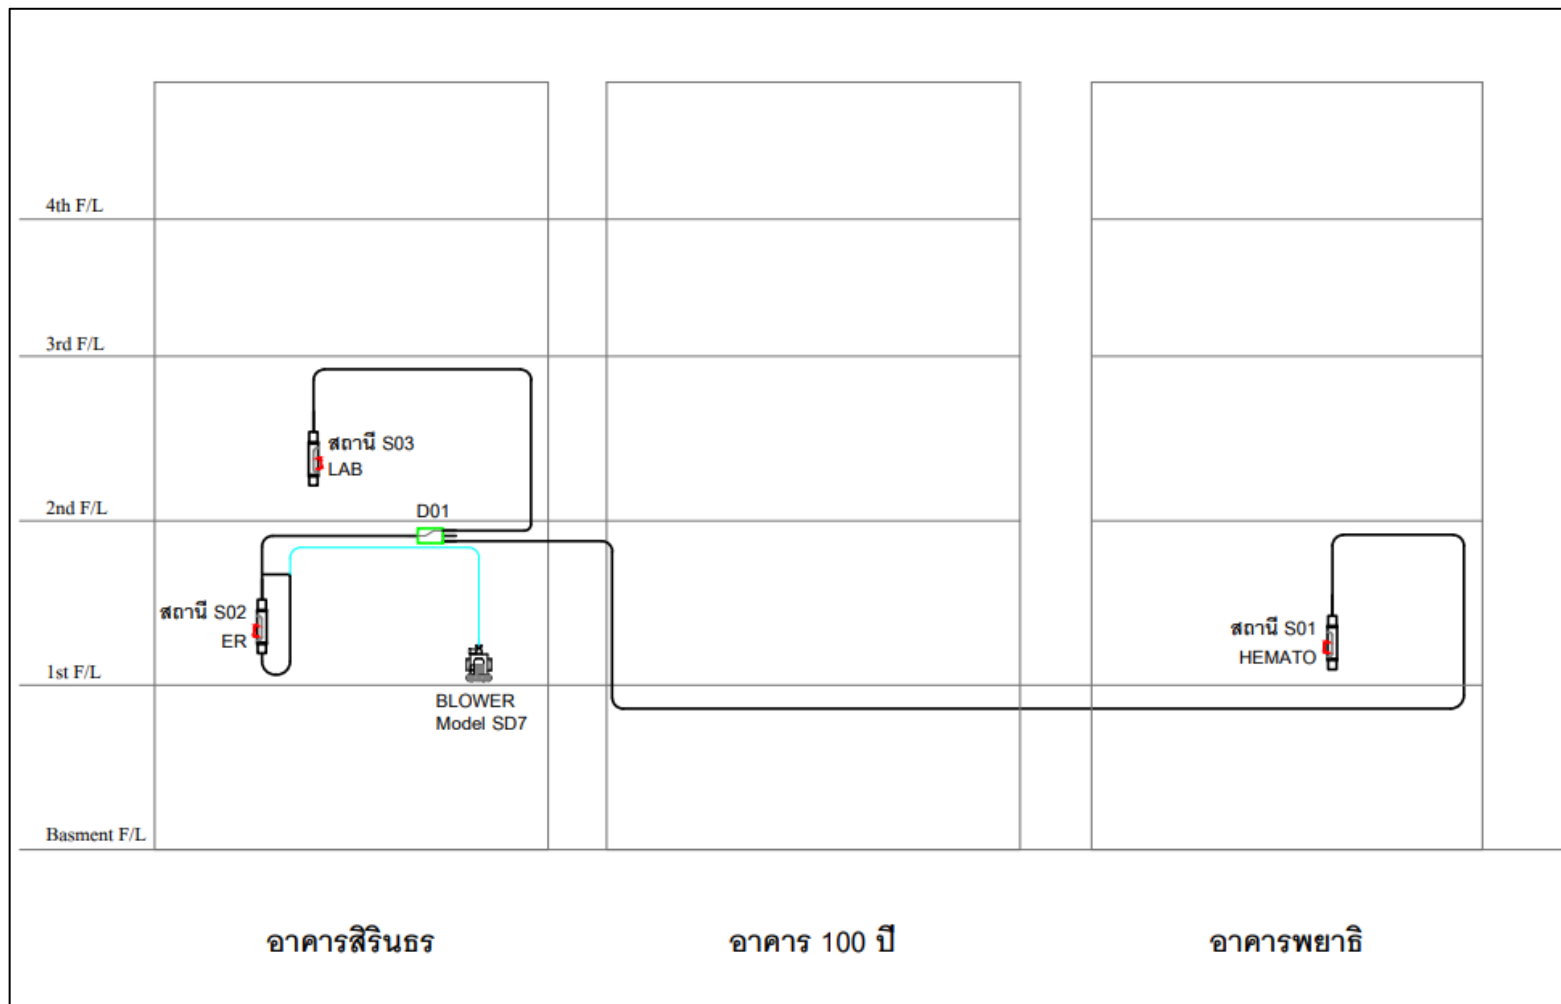 4th F/L
3rd F/L
สถานี S03
LAB
2nd F/L
D01
สถานี S02
ER
สถานี S01
HEMATO
1st F/L
BLOWER
Model SD7
Basment F/L
อาคารสิรินธร
อาคาร 100 ปี
อาคารพยาธิ